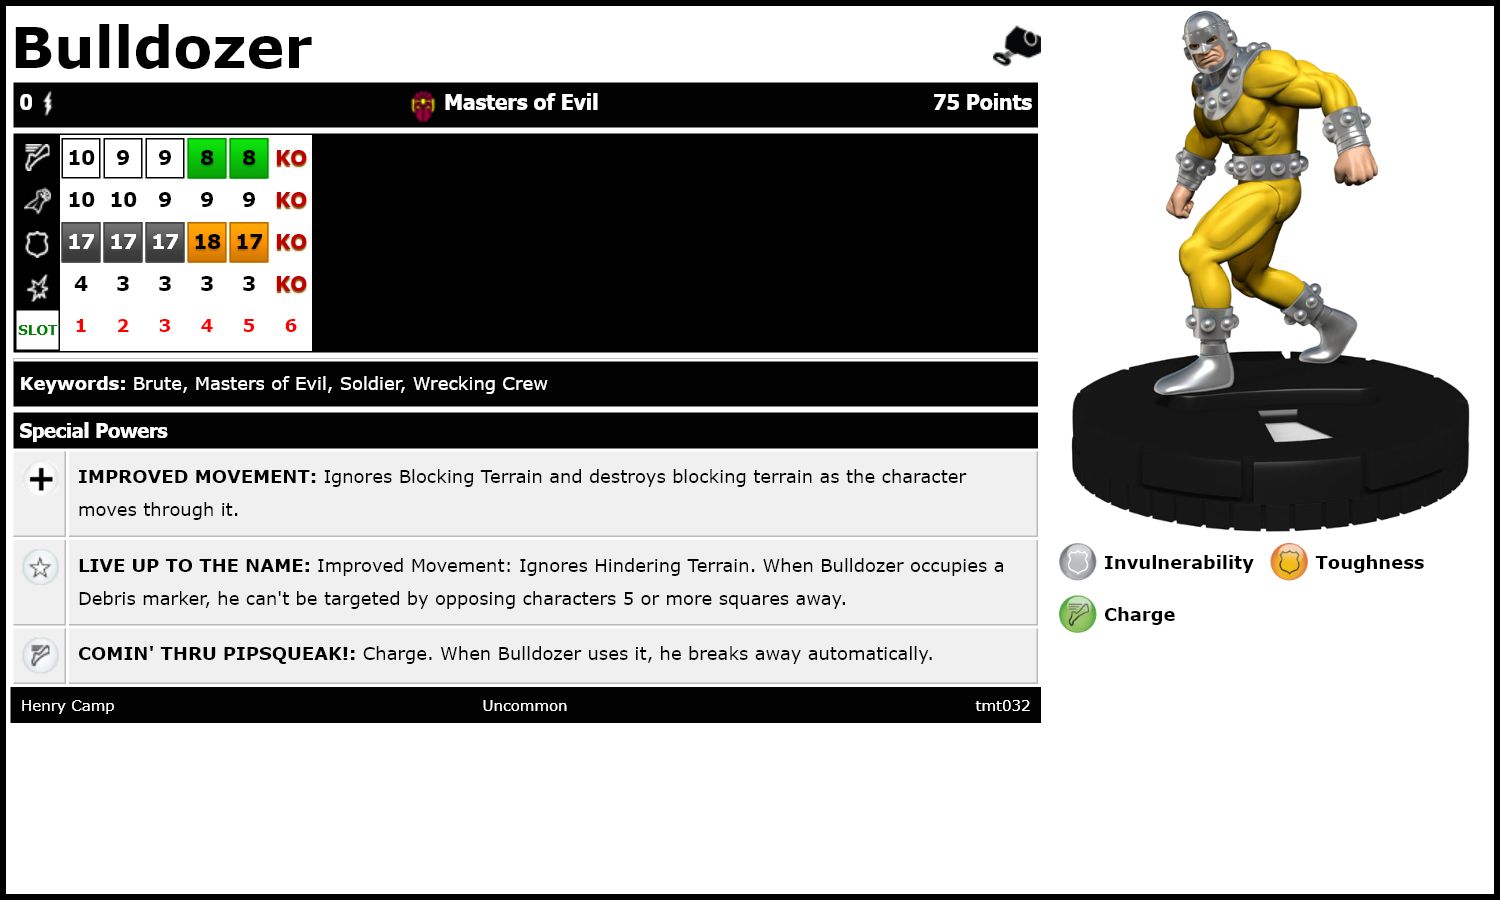 Bulldozer
0 Masters of Evil 75 Points
10 9 9 8 8 KO
10 10 9 9 9 KO
17 17 17 18 17 KO
4 3 3 3 3 KO
SLOT 1 2 3 4 5 6
Keywords: Brute, Masters of Evil, Soldier, Wrecking Crew
Special Powers
IMPROVED MOVEMENT: Ignores Blocking Terrain and destroys blocking terrain as the character
moves through it.
LIVE UP TO THE NAME: Improved Movement: Ignores Hindering Terrain. When Bulldozer occupies a
Debris marker, he can't be targeted by opposing characters 5 or more squares away.
COMIN' THRU PIPSQUEAK!: Charge. When Bulldozer uses it, he breaks away automatically.
Henry Camp Uncommon tmt032
Invulnerability Toughness
Charge